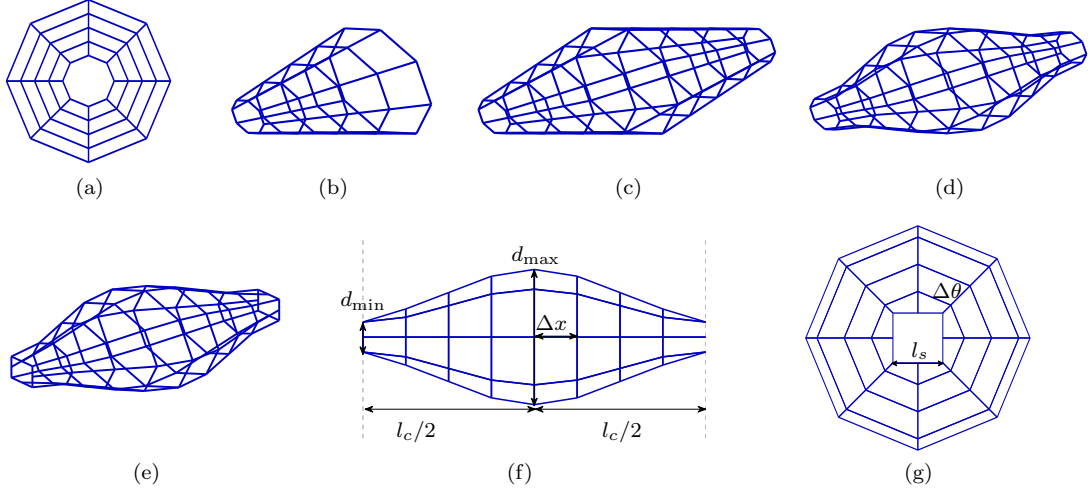 (a)
(b)
(c)
(d)
d_max
d_min
Δx
l_c/2
l_c/2
Δθ
l_s
(e)
(f)
(g)